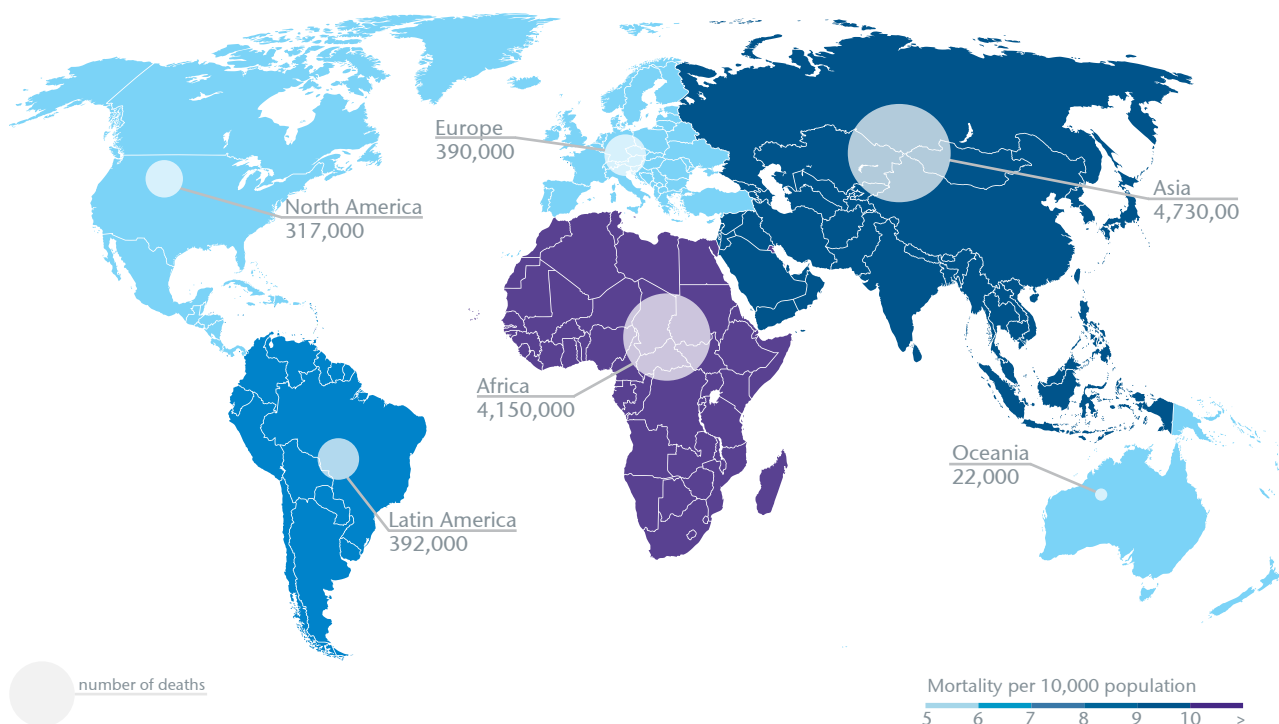 Europe
390,000
Asia
4,730,00
North America
317,000
Africa
4,150,000
Oceania
22,000
Latin America
392,000
number of deaths
Mortality per 10,000 population
5 6 7 8 9 10 >